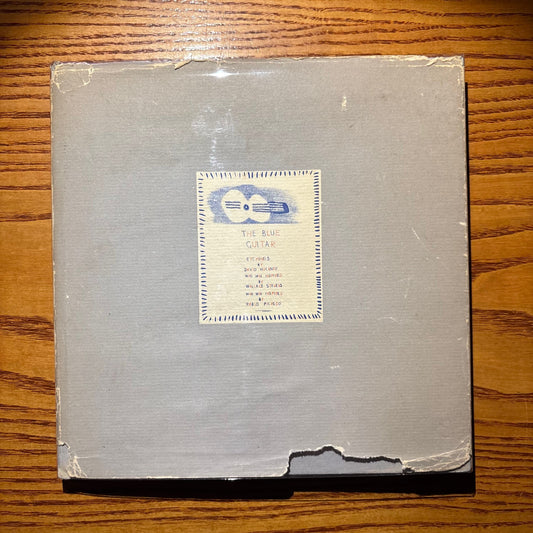 THE BLUE
GUITAR
ETCHINGS
BY
DAVID HOCKNEY
WHO WAS INSPIRED
BY
WALLACE STEVENS
WHO WAS INSPIRED
BY
PABLO PICASSO